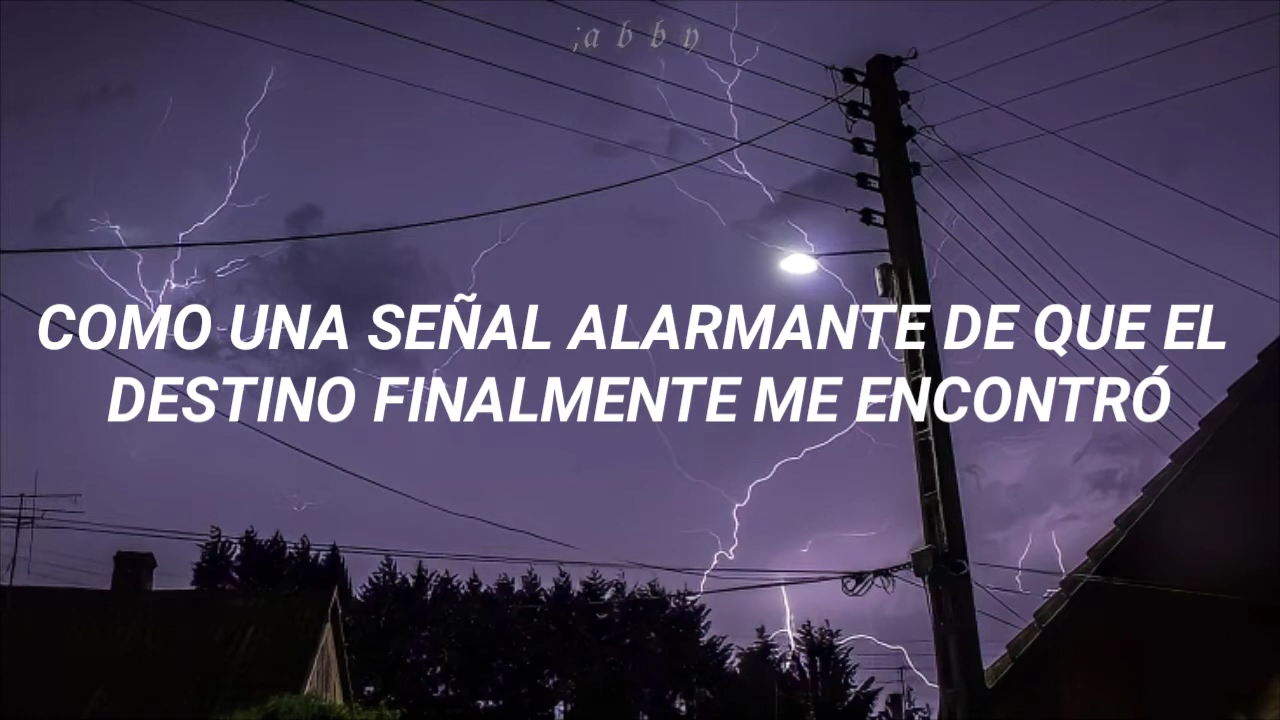 ;a b b y
COMO UNA SEÑAL ALARMANTE DE QUE EL
DESTINO FINALMENTE ME ENCONTRÓ